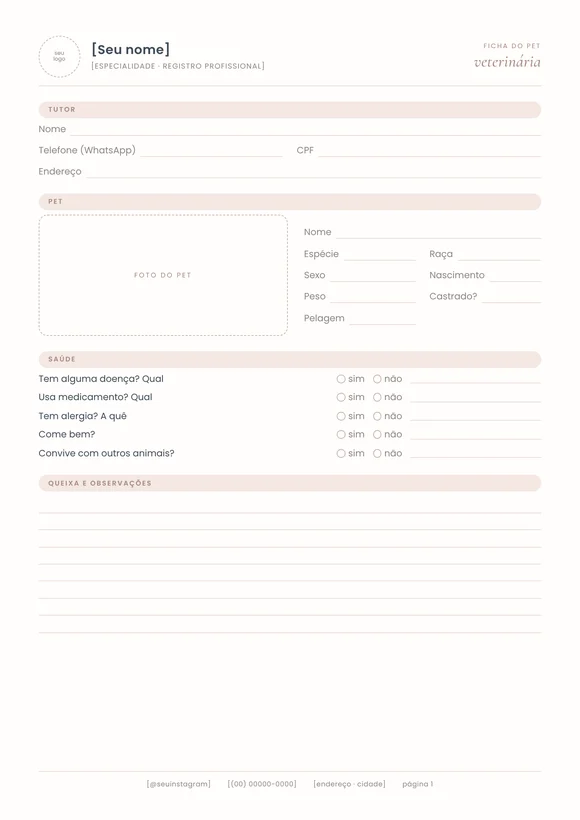 seu
logo
[Seu nome]
[ESPECIALIDADE · REGISTRO PROFISSIONAL]
FICHA DO PET
veterinária
TUTOR
Nome
Telefone (WhatsApp) CPF
Endereço
PET
FOTO DO PET
Nome
Espécie Raça
Sexo Nascimento
Peso Castrado?
Pelagem
SAÚDE
Tem alguma doença? Qual sim não
Usa medicamento? Qual sim não
Tem alergia? A quê sim não
Come bem? sim não
Convive com outros animais? sim não
QUEIXA E OBSERVAÇÕES
[@seuinstagram] [(00) 00000-0000] [endereço · cidade] página 1